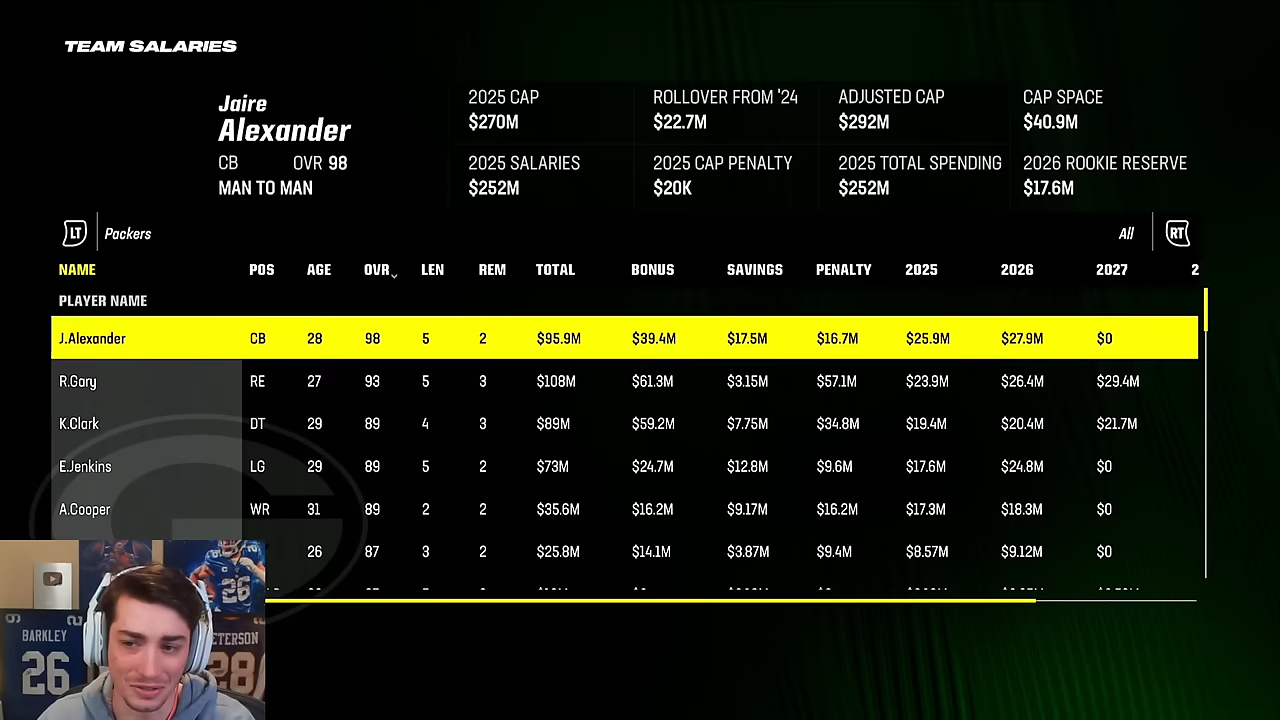 TEAM SALARIES
Jaire
Alexander
CB OVR 98
MAN TO MAN
2025 CAP ROLLOVER FROM '24 ADJUSTED CAP CAP SPACE
$270M $22.7M $292M $40.9M
2025 SALARIES 2025 CAP PENALTY 2025 TOTAL SPENDING 2026 ROOKIE RESERVE
$252M $20K $252M $17.6M
LT Packers All RT
NAME POS AGE OVR LEN REM TOTAL BONUS SAVINGS PENALTY 2025 2026 2027 2
PLAYER NAME
J.Alexander CB 28 98 5 2 $95.9M $39.4M $17.5M $16.7M $25.9M $27.9M $0
R.Gary RE 27 93 5 3 $108M $61.3M $3.15M $57.1M $23.9M $26.4M $29.4M
K.Clark DT 29 89 4 3 $89M $59.2M $7.75M $34.8M $19.4M $20.4M $21.7M
E.Jenkins LG 29 89 5 2 $73M $24.7M $12.8M $9.6M $17.6M $24.8M $0
A.Cooper WR 31 89 2 2 $35.6M $16.2M $9.17M $16.2M $17.3M $18.3M $0
26 87 3 2 $25.8M $14.1M $3.87M $9.4M $8.57M $9.12M $0
26
BARKLEY
26
ETERSON
28